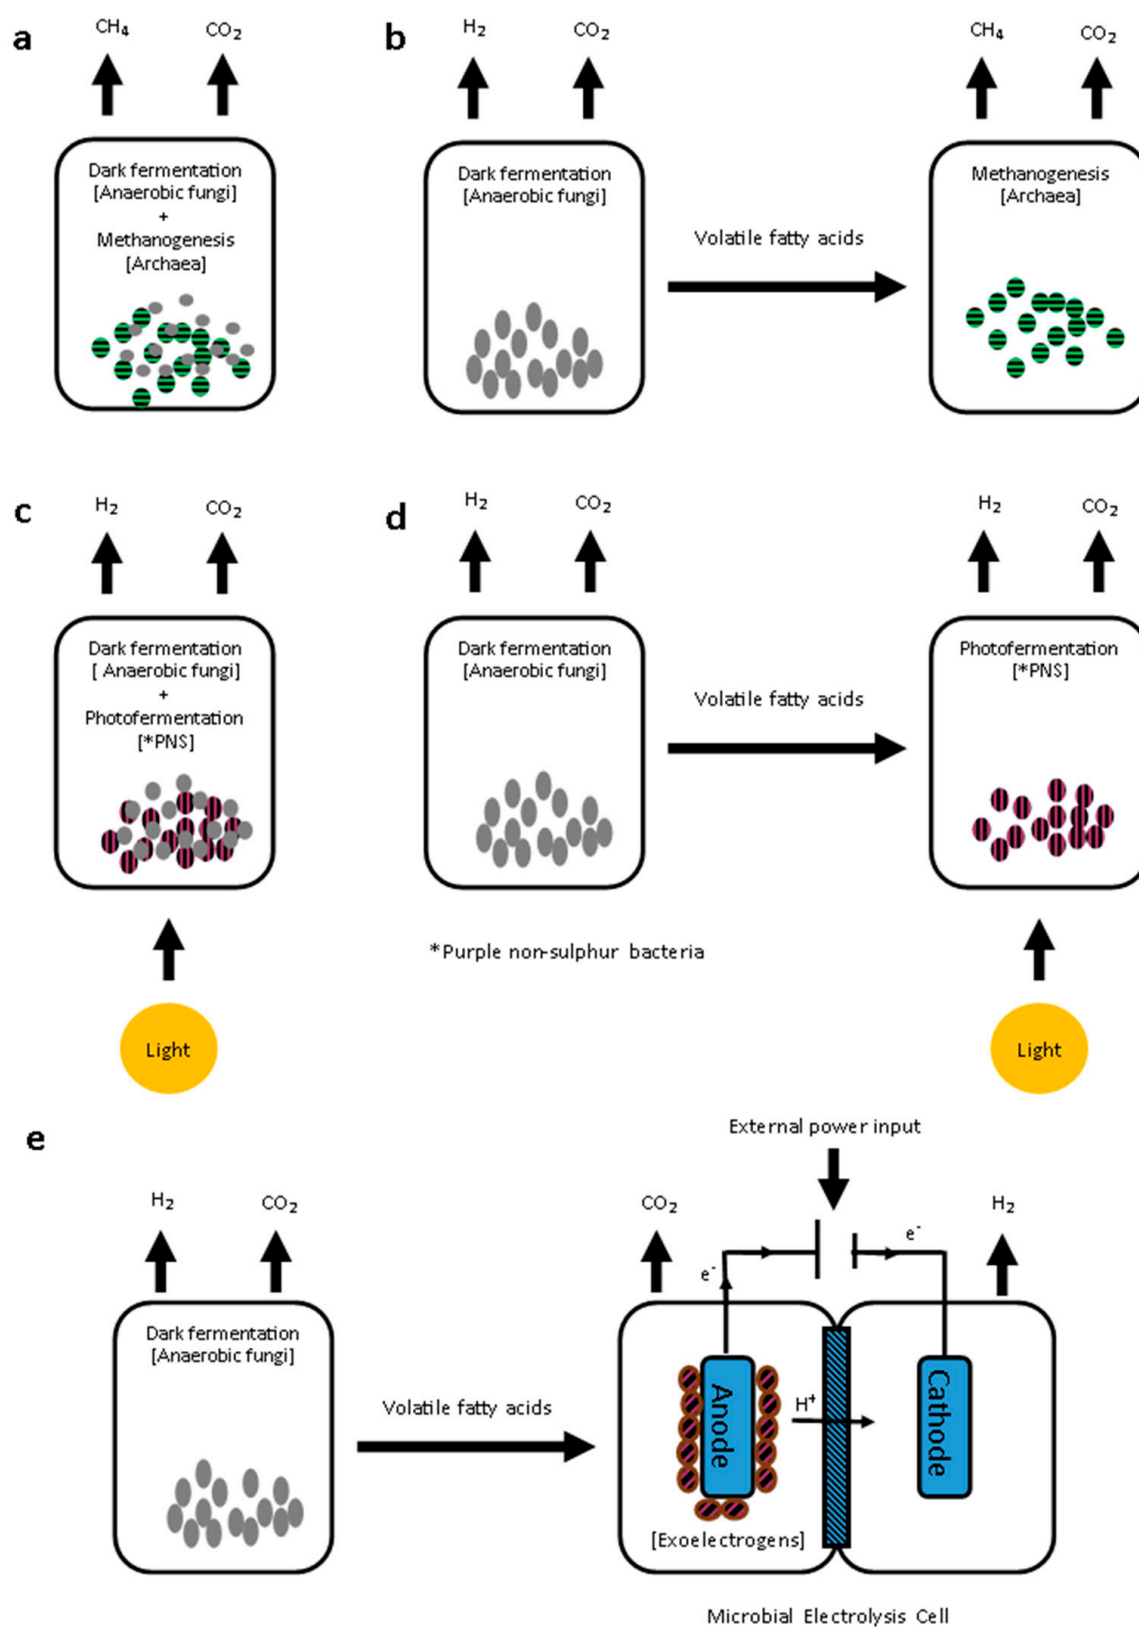 a
CH4
CO2
Dark fermentation
[Anaerobic fungi]
+
Methanogenesis
[Archaea]
b
H2
CO2
Dark fermentation
[Anaerobic fungi]
Volatile fatty acids
CH4
CO2
Methanogenesis
[Archaea]
c
H2
CO2
Dark fermentation
[ Anaerobic fungi]
+
Photofermentation
[*PNS]
Light
d
H2
CO2
Dark fermentation
[Anaerobic fungi]
Volatile fatty acids
H2
CO2
Photofermentation
[*PNS]
*Purple non-sulphur bacteria
Light
e
H2
CO2
Dark fermentation
[Anaerobic fungi]
Volatile fatty acids
External power input
CO2
e-
e-
H2
Anode
H+
Cathode
[Exoelectrogens]
Microbial Electrolysis Cell